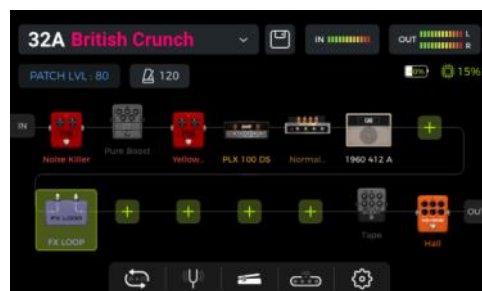 32A British Crunch
IN
OUT
L
R
PATCH LVL : 80
120
15%
IN
Noise Killer
Pure Boost
Yellow..
PLX 100 DS
Normal..
1960 412 A
FX LOOP
FX LOOP
Tape
Hall
OU